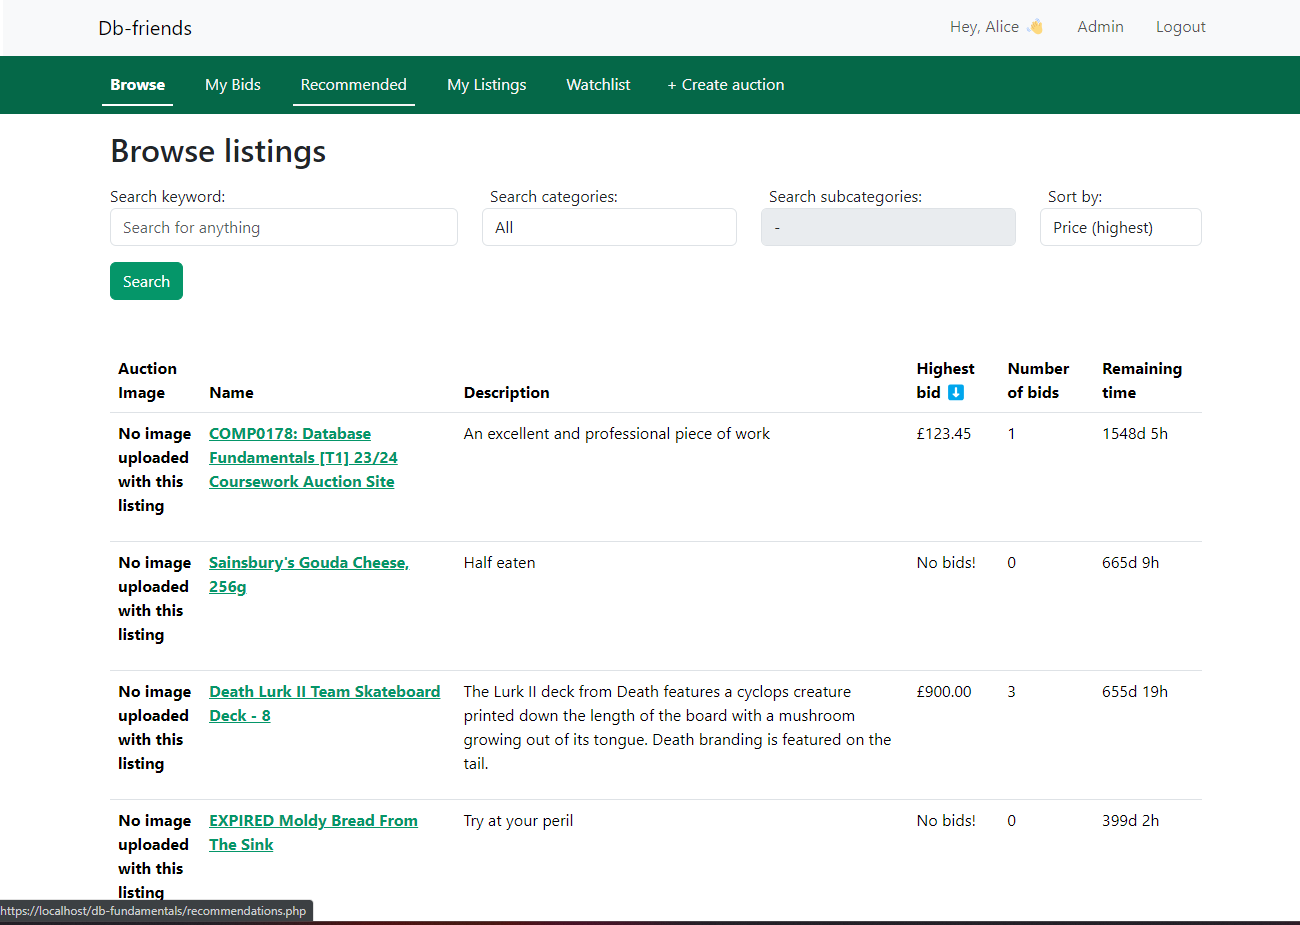 Db-friends
Hey, Alice 👋 Admin Logout
Browse My Bids Recommended My Listings Watchlist + Create auction
Browse listings
Search keyword: Search categories: Search subcategories: Sort by:
Search for anything All - Price (highest)
Search
Auction Image Name Description Highest bid ⬇️ Number of bids Remaining time
No image uploaded with this listing
COMP0178: Database
Fundamentals [T1] 23/24
Coursework Auction Site
An excellent and professional piece of work
£123.45 1 1548d 5h
No image uploaded with this listing
Sainsbury's Gouda Cheese,
256g
Half eaten
No bids! 0 665d 9h
No image uploaded with this listing
Death Lurk II Team Skateboard
Deck - 8
The Lurk II deck from Death features a cyclops creature
printed down the length of the board with a mushroom
growing out of its tongue. Death branding is featured on the
tail.
£900.00 3 655d 19h
No image uploaded with this listing
EXPIRED Moldy Bread From
The Sink
Try at your peril
No bids! 0 399d 2h
https://localhost/db-fundamentals/recommendations.php